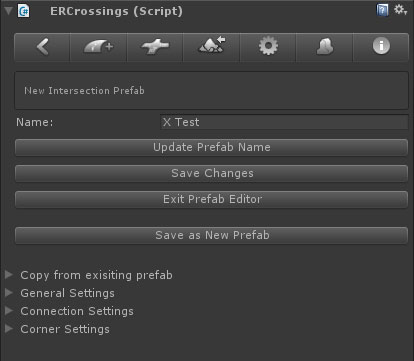 ERCrossings (Script)
New Intersection Prefab
Name: X Test
Update Prefab Name
Save Changes
Exit Prefab Editor
Save as New Prefab
Copy from exisiting prefab
General Settings
Connection Settings
Corner Settings